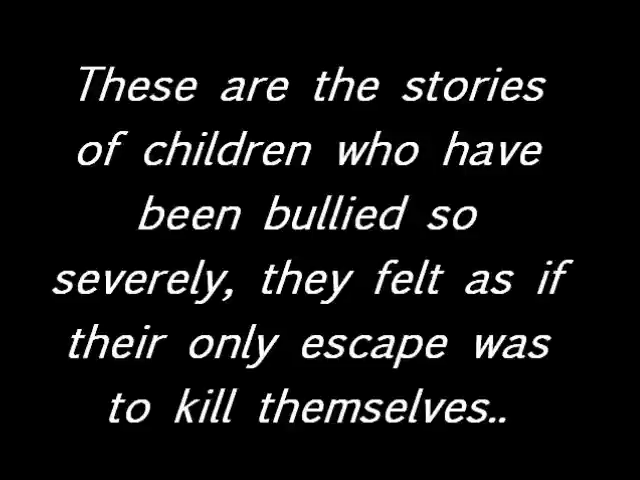 These are the stories
of children who have
been bullied so
severely, they felt as if
their only escape was
to kill themselves..